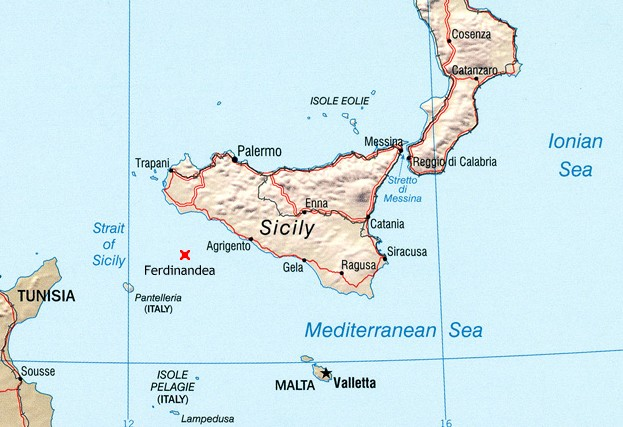 Cosenza
Catanzaro
ISOLE EOLIE
Messina
Ionian
Sea
Palermo
Trapani
Reggio di Calabria
Stretto
di
Messina
Enna
Sicily
Catania
Strait
of
Sicily
Agrigento
Siracusa
Ferdinandea
Gela
Ragusa
TUNISIA
Pantelleria
(ITALY)
Mediterranean Sea
Sousse
ISOLE
PELAGIE
(ITALY)
MALTA
Valletta
Lampedusa
12
16